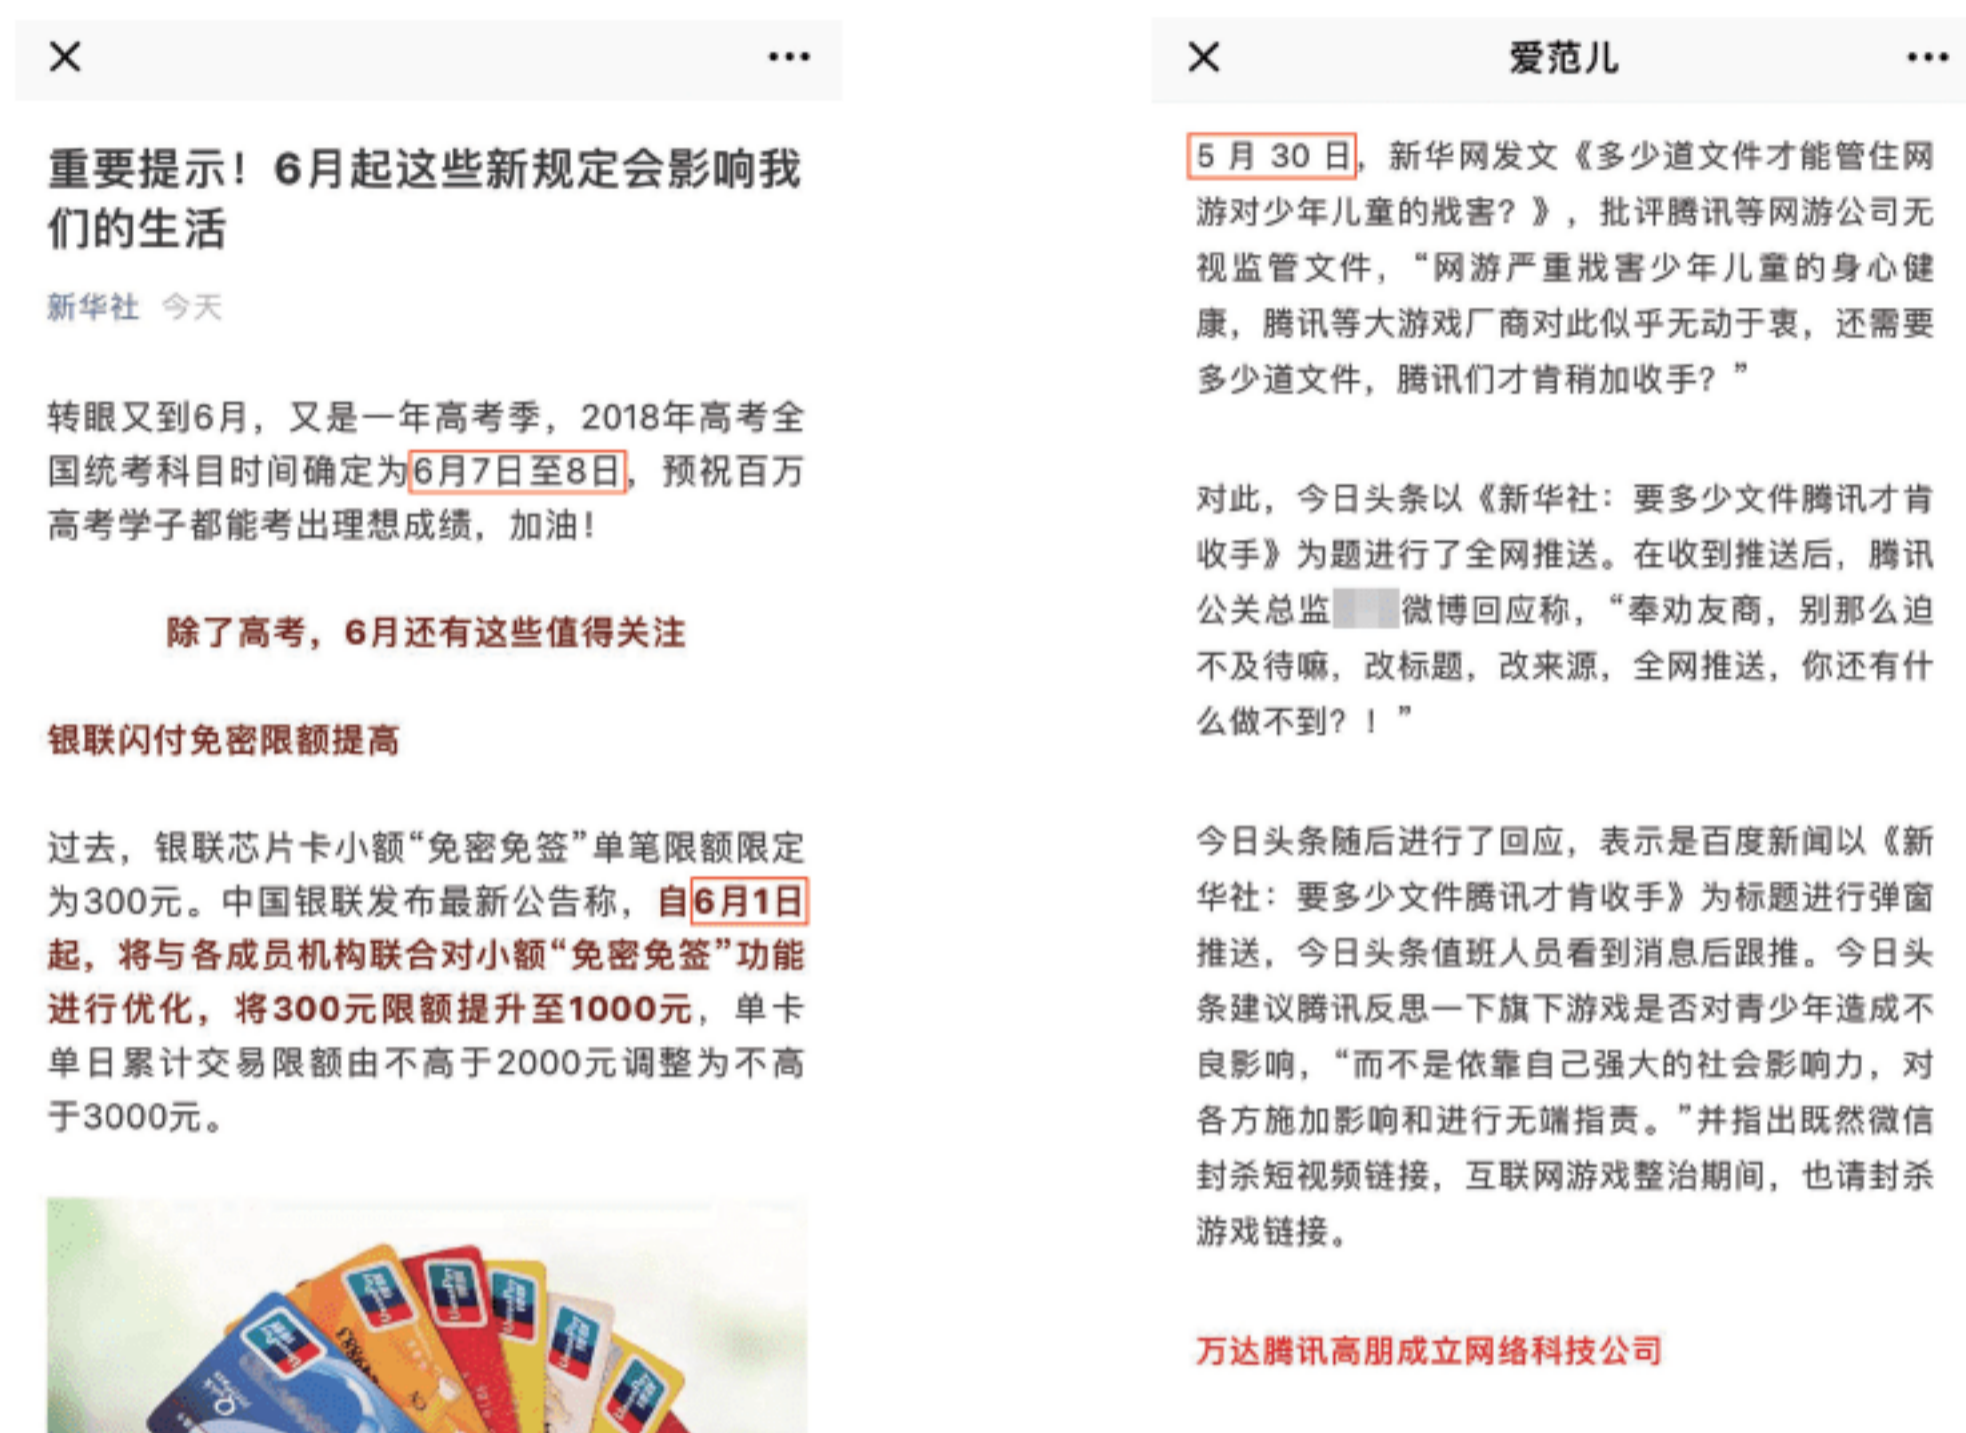 重要提示！6月起这些新规定会影响我
们的生活
新华社 今天
转眼又到6月，又是一年高考季，2018年高考全
国统考科目时间确定为6月7日至8日，预祝百万
高考学子都能考出理想成绩，加油！
除了高考，6月还有这些值得关注
银联闪付免密限额提高
过去，银联芯片卡小额“免密免签”单笔限额限定
为300元。中国银联发布最新公告称，自6月1日
起，将与各成员机构联合对小额“免密免签”功能
进行优化，将300元限额提升至1000元，单卡
单日累计交易限额由不高于2000元调整为不高
于3000元。
爱范儿
5 月 30 日，新华网发文《多少道文件才能管住网
游对少年儿童的戕害？》，批评腾讯等网游公司无
视监管文件，“网游严重戕害少年儿童的身心健
康，腾讯等大游戏厂商对此似乎无动于衷，还需要
多少道文件，腾讯们才肯稍加收手？”
对此，今日头条以《新华社：要多少文件腾讯才肯
收手》为题进行了全网推送。在收到推送后，腾讯
公关总监 微博回应称，“奉劝友商，别那么迫
不及待嘛，改标题，改来源，全网推送，你还有什
么做不到？！”
今日头条随后进行了回应，表示是百度新闻以《新
华社：要多少文件腾讯才肯收手》为标题进行弹窗
推送，今日头条值班人员看到消息后跟推。今日头
条建议腾讯反思一下旗下游戏是否对青少年造成不
良影响，“而不是依靠自己强大的社会影响力，对
各方施加影响和进行无端指责。”并指出既然微信
封杀短视频链接，互联网游戏整治期间，也请封杀
游戏链接。
万达腾讯高朋成立网络科技公司